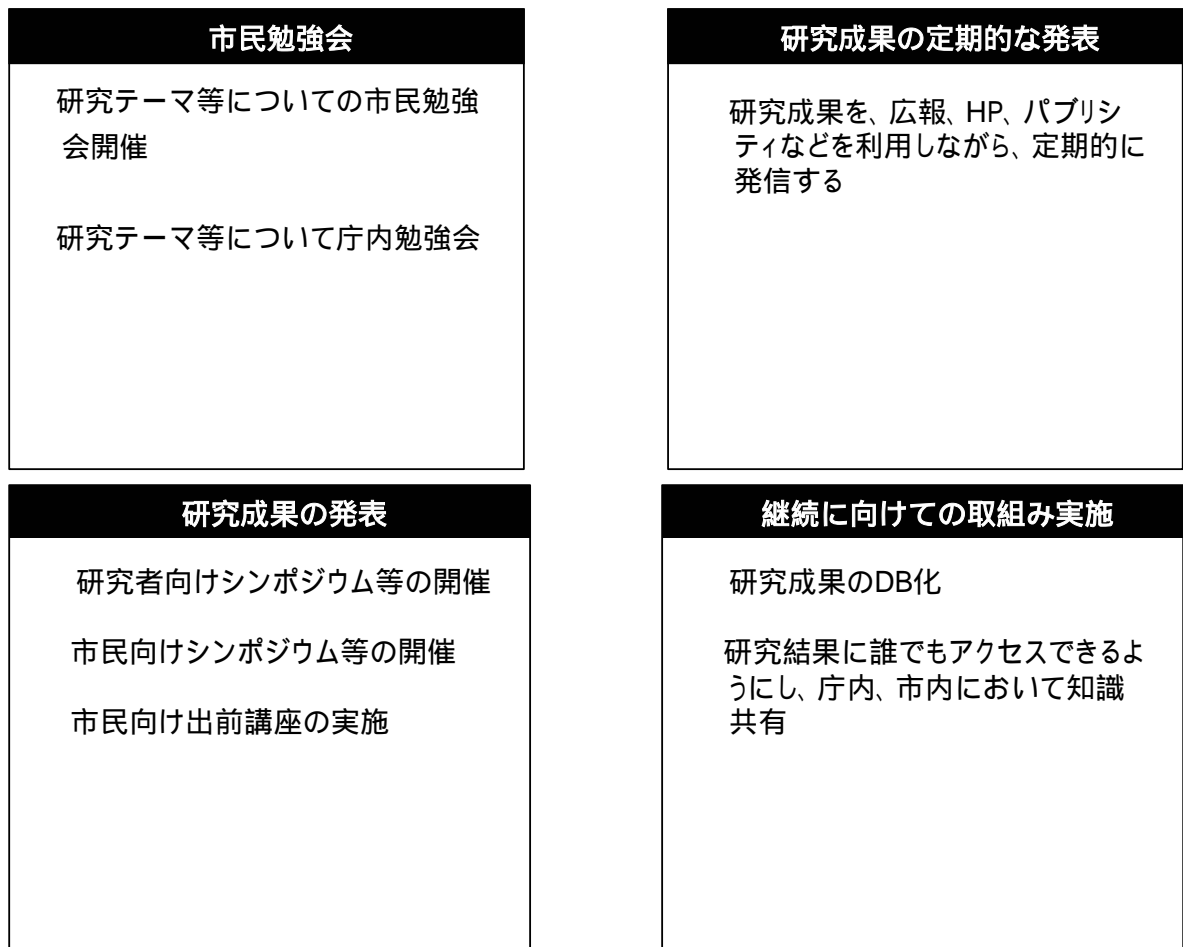 市民勉強会
研究テーマ等についての市民勉強
会開催
研究テーマ等について庁内勉強会
研究成果の定期的な発表
研究成果を、広報、HP、パブリシ
ティなどを利用しながら、定期的に
発信する
研究成果の発表
研究者向けシンポジウム等の開催
市民向けシンポジウム等の開催
市民向け出前講座の実施
継続に向けての取組み実施
研究成果のDB化
研究結果に誰でもアクセスできるよ
うにし、庁内、市内において知識
共有